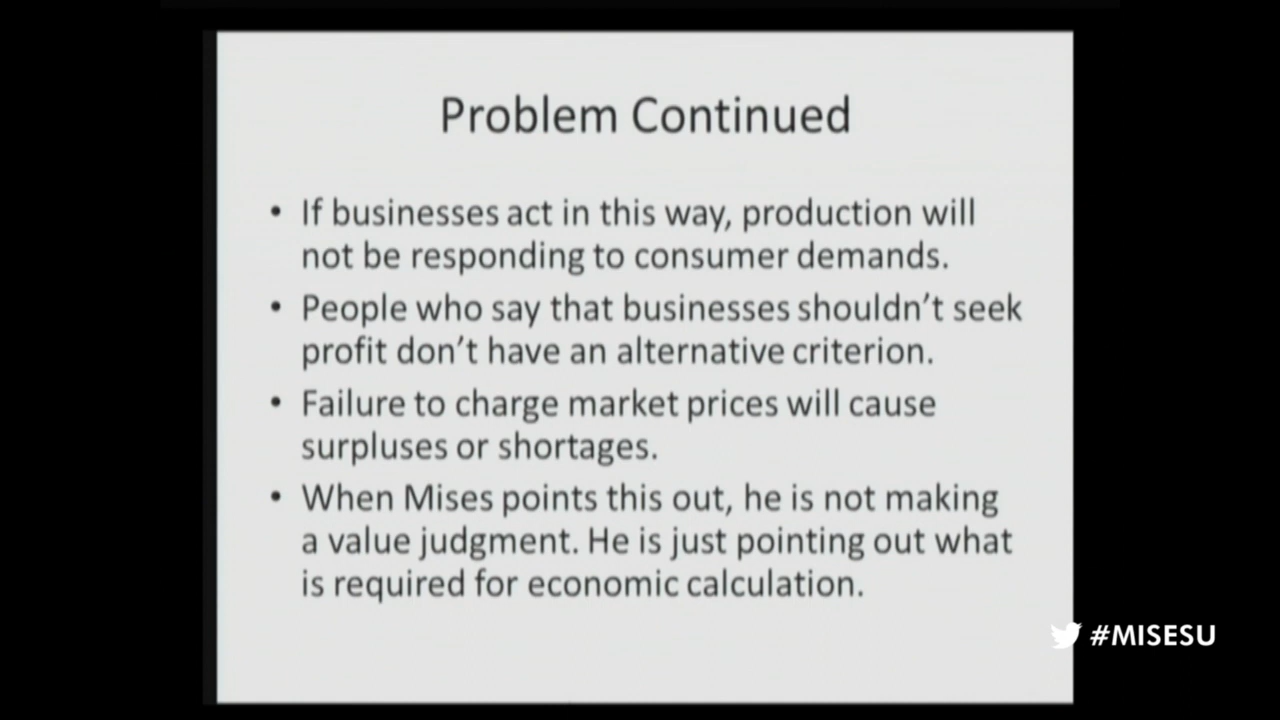 Problem Continued
• If businesses act in this way, production will
not be responding to consumer demands.
• People who say that businesses shouldn’t seek
profit don’t have an alternative criterion.
• Failure to charge market prices will cause
surpluses or shortages.
• When Mises points this out, he is not making
a value judgment. He is just pointing out what
is required for economic calculation.
#MISESU